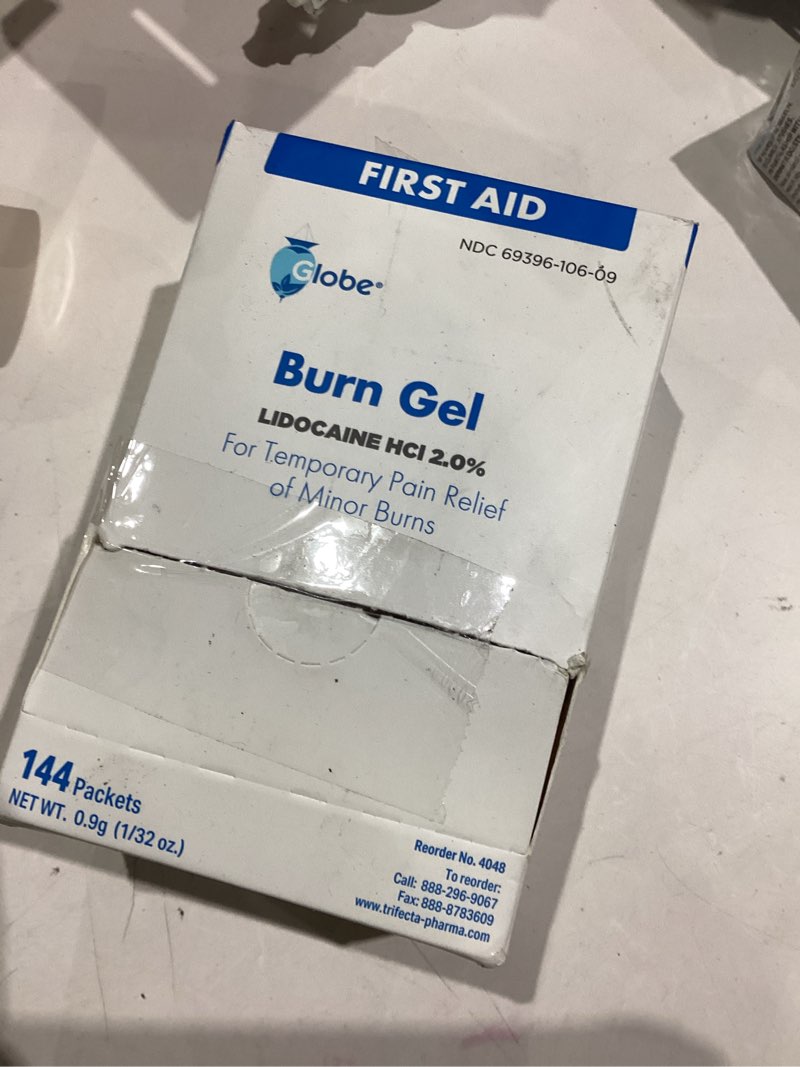 FIRST AID
NDC 69396-106-09
Globe®
Burn Gel
LIDOCAINE HCl 2.0%
For Temporary Pain Relief
of Minor Burns
144 Packets
NET WT. 0.9g (1/32 oz.)
Reorder No. 4048
To reorder:
Call: 888-296-9067
Fax: 888-8783609
www.trifecta-pharma.com